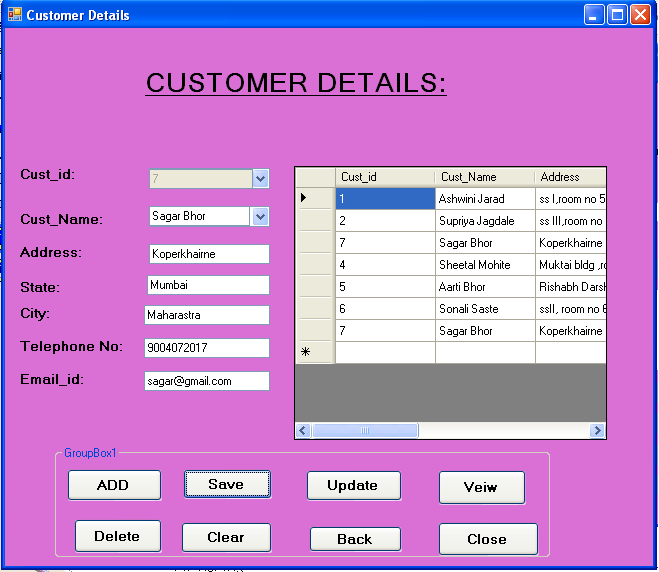 Customer Details
CUSTOMER DETAILS:
Cust_id: 7
Cust_Name: Sagar Bhor
Address: Koperkhairne
State: Mumbai
City: Maharastra
Telephone No: 9004072017
Email_id: sagar@gmail.com
Cust_id Cust_Name Address
1 Ashwini Jarad ss I,room no 5
2 Supriya Jagdale ss III,room no
7 Sagar Bhor Koperkhairne
4 Sheetal Mohite Muktai bldg ,ro
5 Aarti Bhor Rishabh Darsh
6 Sonali Saste ssII, room no 6
7 Sagar Bhor Koperkhairne
GroupBox1
ADD Save Update Veiw
Delete Clear Back Close